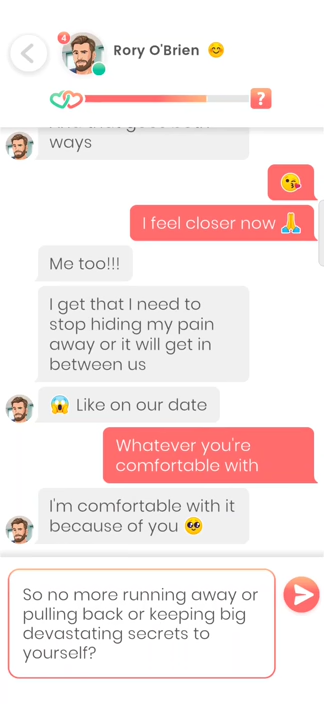 4
Rory O'Brien 😊
?
ways
😘
I feel closer now 🙏
Me too!!!
I get that I need to
stop hiding my pain
away or it will get in
between us
😱 Like on our date
Whatever you're
comfortable with
I'm comfortable with it
because of you 🥺
So no more running away or
pulling back or keeping big
devastating secrets to
yourself?